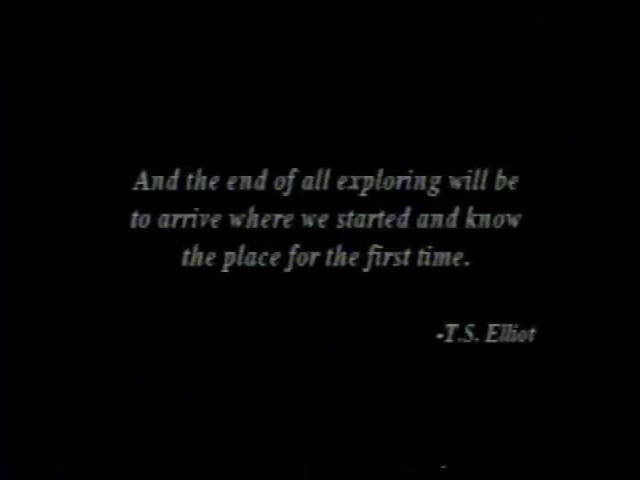 And the end of all exploring will be
to arrive where we started and know
the place for the first time.
-T.S. Elliot